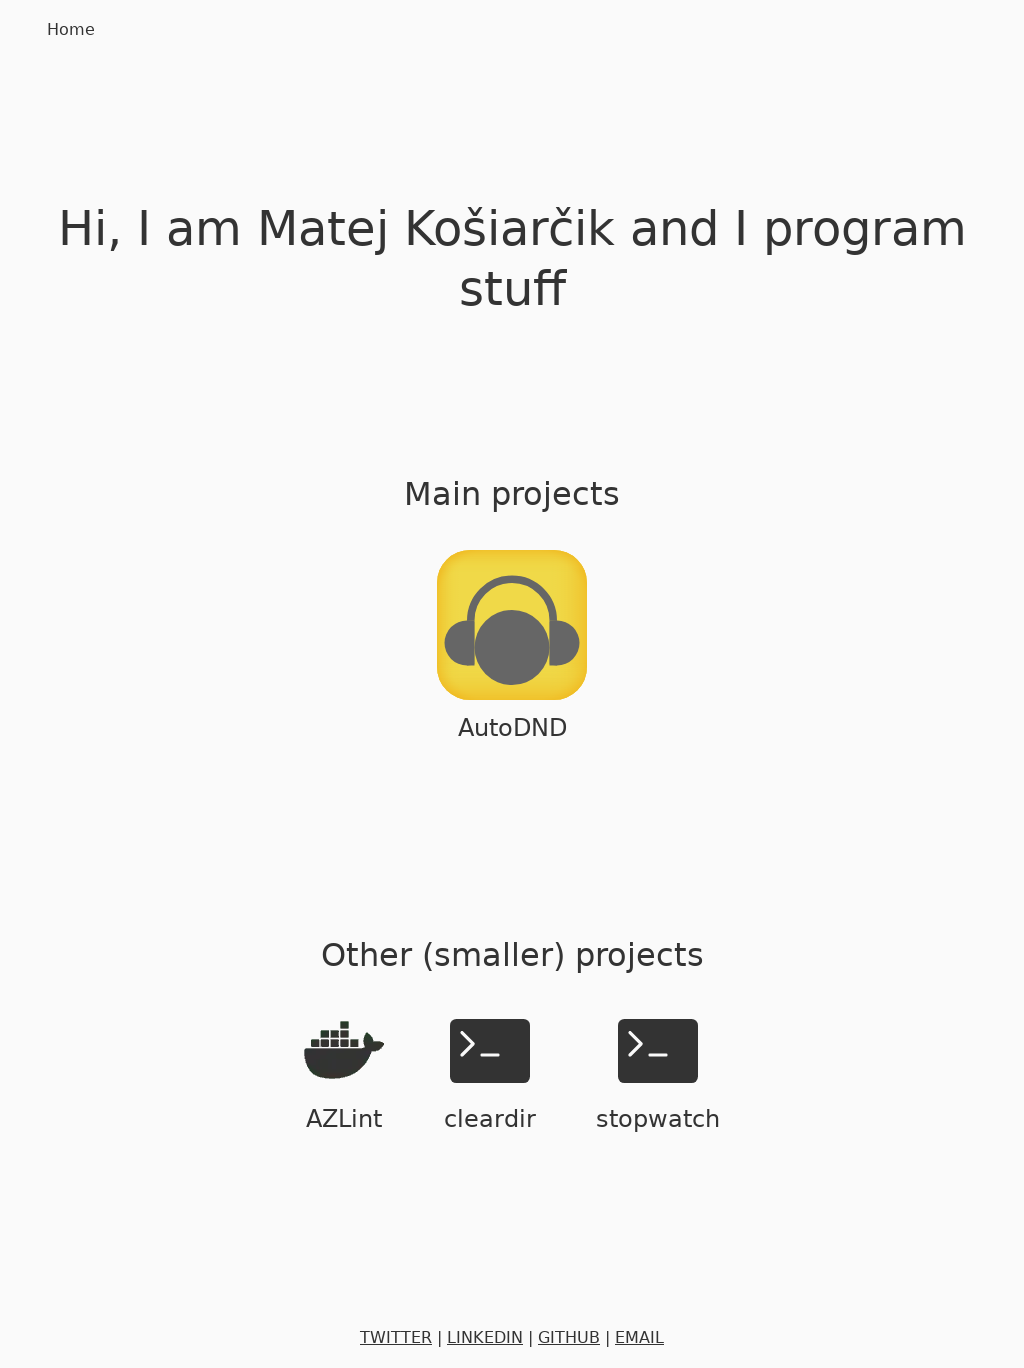 Home
Hi, I am Matej Košiarčik and I program
stuff
Main projects
AutoDND
Other (smaller) projects
AZLint cleardir stopwatch
TWITTER | LINKEDIN | GITHUB | EMAIL